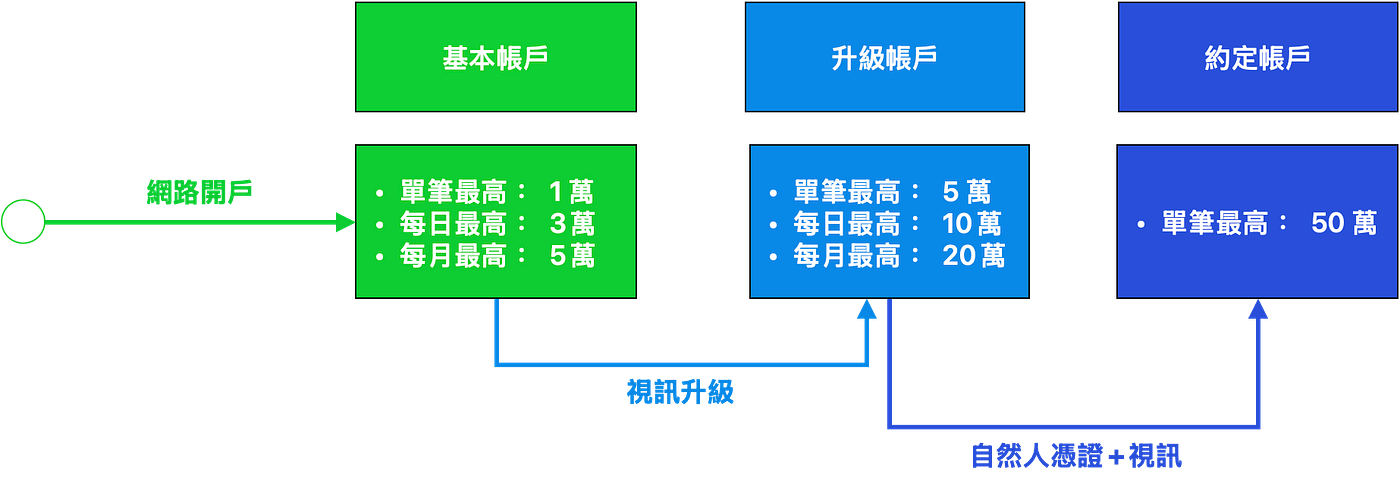 基本帳戶
升級帳戶
約定帳戶
網路開戶
• 單筆最高： 1 萬
• 每日最高： 3 萬
• 每月最高： 5 萬
• 單筆最高： 5 萬
• 每日最高： 10 萬
• 每月最高： 20 萬
• 單筆最高： 50 萬
視訊升級
自然人憑證+視訊